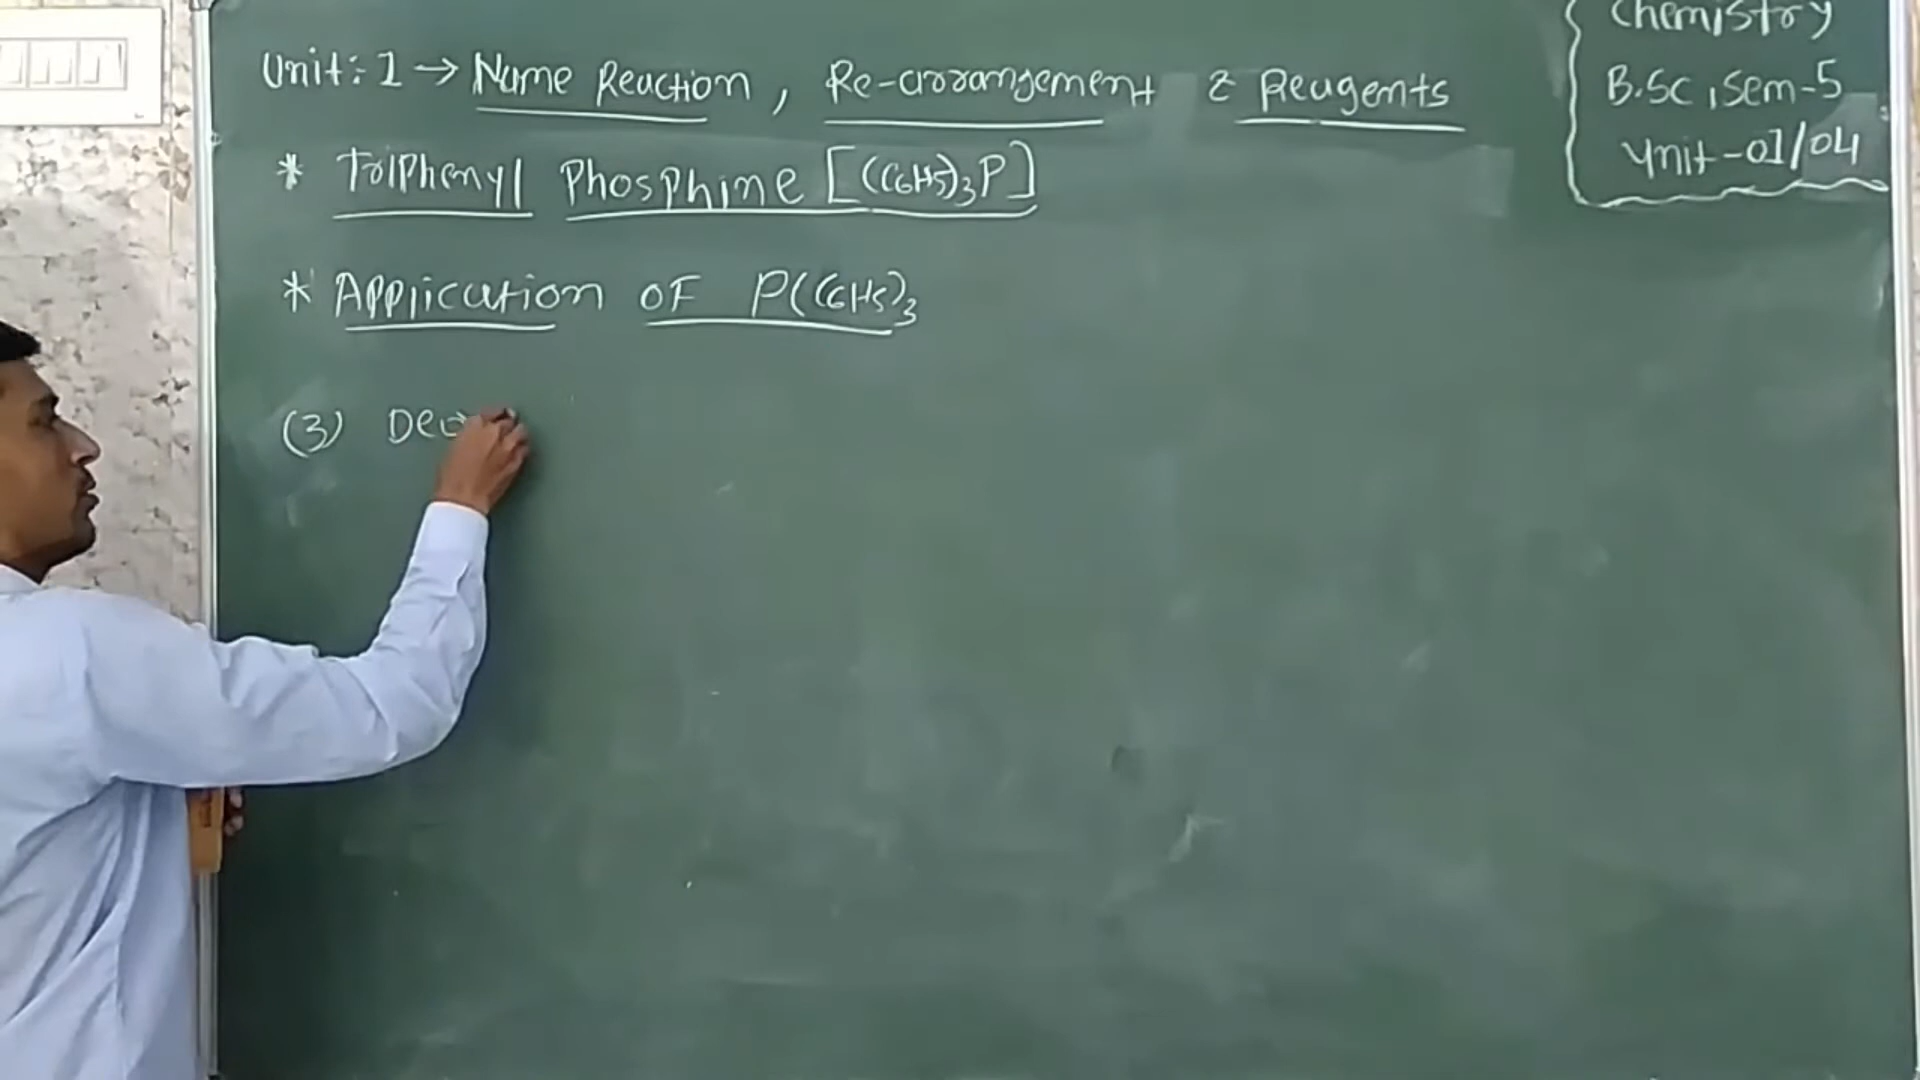 Unit:-1 → Name Reaction, Re-arrangement & Reagents
* Triphenyl Phosphine [(C6H5)3P]
* Application OF P(C6H5)3
(3) Deo
Chemistry
B.Sc, Sem-5
Unit-01/04